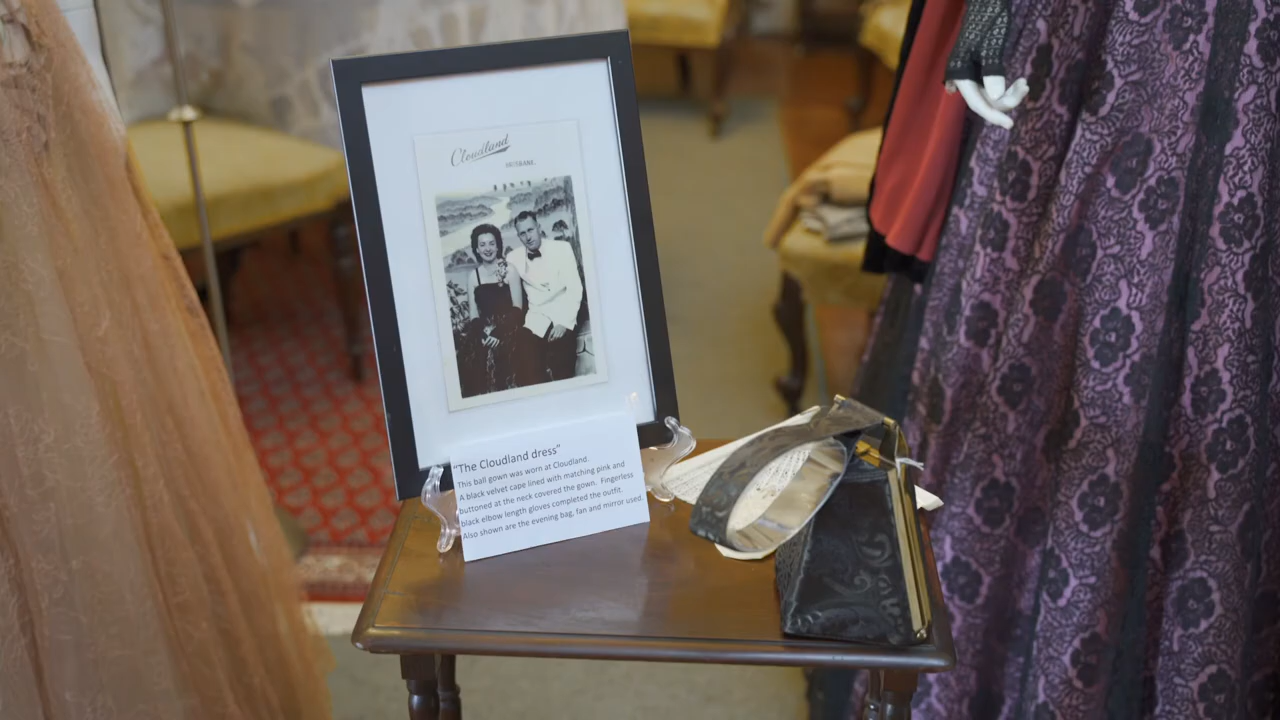 Cloudland
BRISBANE.
"The Cloudland dress"
This ball gown was worn at Cloudland.
A black velvet cape lined with matching pink and
buttoned at the neck covered the gown. Fingerless
black elbow length gloves completed the outfit.
Also shown are the evening bag, fan and mirror used.